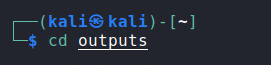 ┌──(kali㉿kali)-[~]
└─$ cd outputs